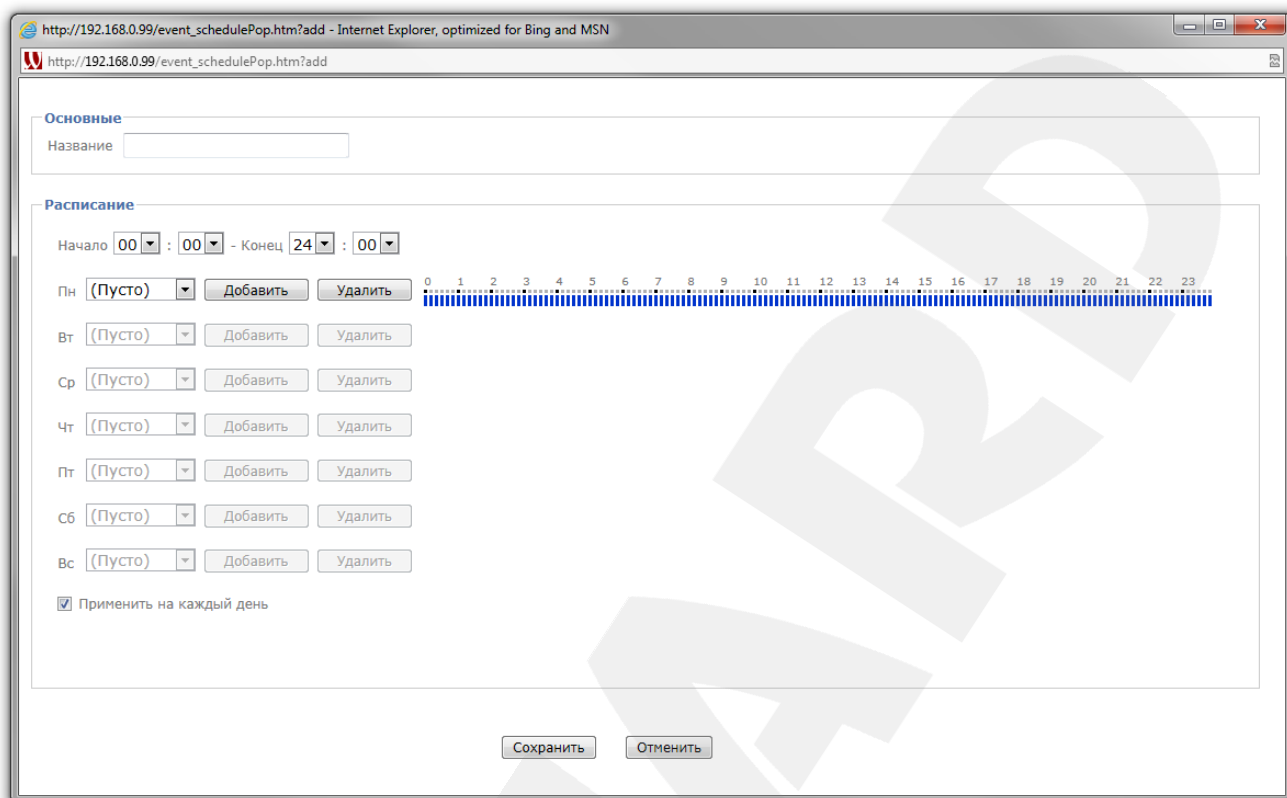 http://192.168.0.99/event_schedulePop.htm?add - Internet Explorer, optimized for Bing and MSN
http://192.168.0.99/event_schedulePop.htm?add
Основные
Название
Расписание
Начало 00 : 00 - Конец 24 : 00
0 1 2 3 4 5 6 7 8 9 10 11 12 13 14 15 16 17 18 19 20 21 22 23
Пн (Пусто) Добавить Удалить
Вт (Пусто) Добавить Удалить
Ср (Пусто) Добавить Удалить
Чт (Пусто) Добавить Удалить
Пт (Пусто) Добавить Удалить
Сб (Пусто) Добавить Удалить
Вс (Пусто) Добавить Удалить
Применить на каждый день
Сохранить Отменить
ARD